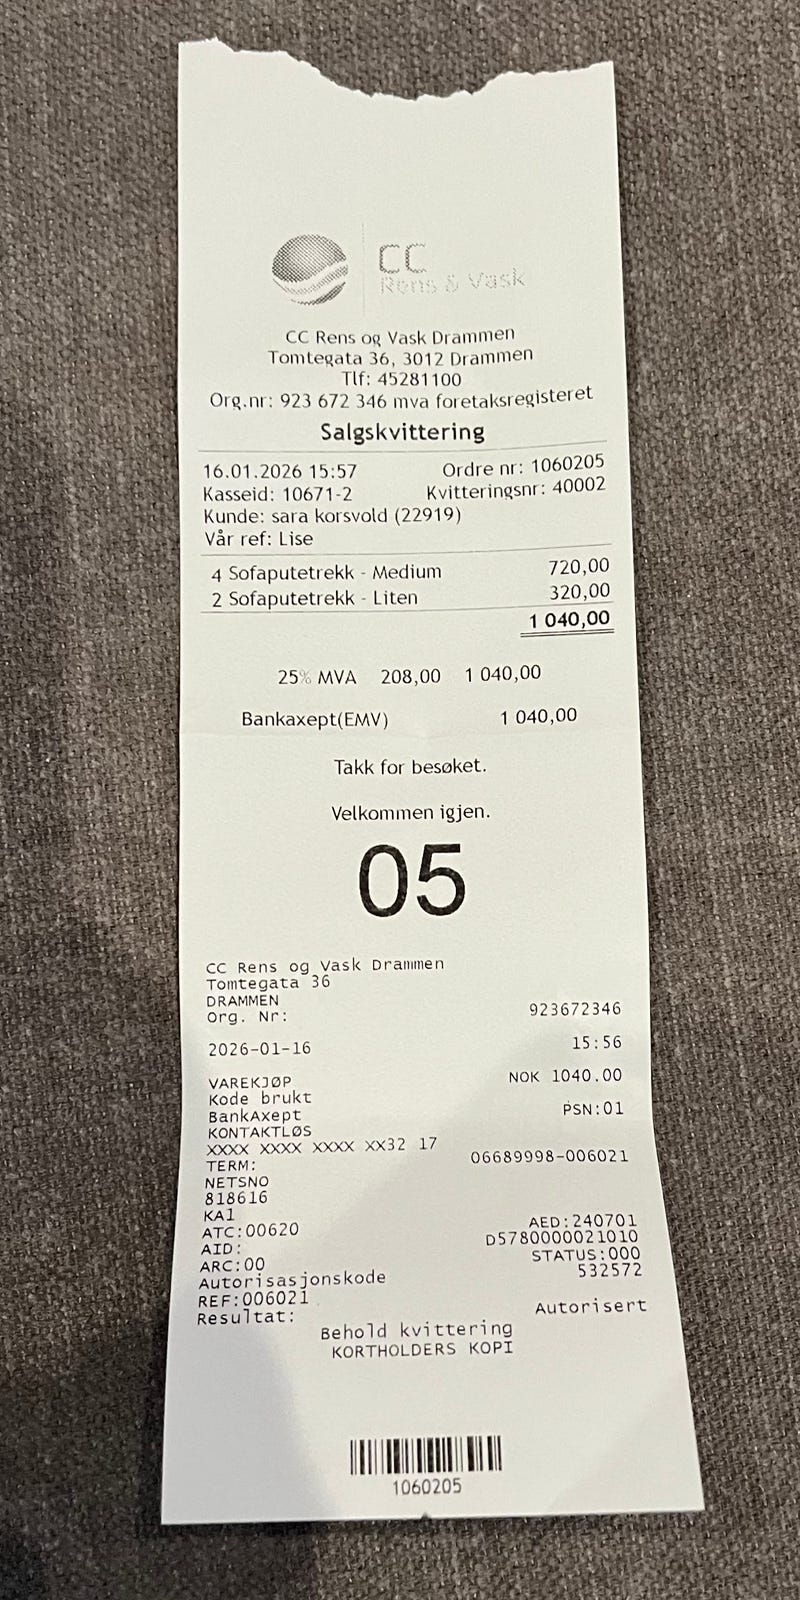 CC
Rens & Vask
CC Rens og Vask Drammen
Tomtegata 36, 3012 Drammen
Tlf: 45281100
Org.nr: 923 672 346 mva foretaksregisteret
Salgskvittering
16.01.2026 15:57 Ordre nr: 1060205
Kasseid: 10671-2 Kvitteringsnr: 40002
Kunde: sara korsvold (22919)
Vår ref: Lise
4 Sofaputetrekk - Medium 720,00
2 Sofaputetrekk - Liten 320,00
1 040,00
25% MVA 208,00 1 040,00
Bankaxept(EMV) 1 040,00
Takk for besøket.
Velkommen igjen.
05
CC Rens og Vask Drammen
Tomtegata 36
DRAMMEN
Org. Nr: 923672346
2026-01-16 15:56
VAREKJØP NOK 1040.00
Kode brukt
BankAxept PSN:01
KONTAKTLØS
XXXX XXXX XXXX XX32 17
TERM: 06689998-006021
NETSNO
818616
KA1
ATC:00620 AED:240701
AID: D5780000021010
ARC:00 STATUS:000
Autorisasjonskode 532572
REF:006021
Resultat: Autorisert
Behold kvittering
KORTHOLDERS KOPI
1060205